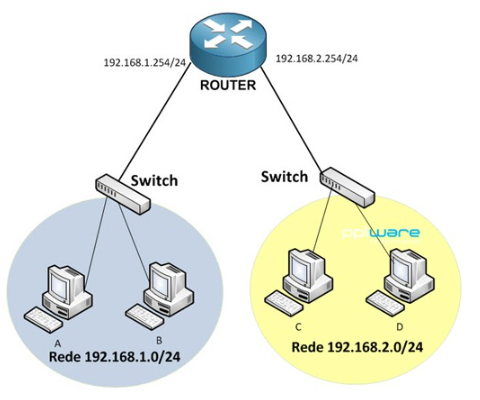 192.168.1.254/24
192.168.2.254/24
ROUTER
Switch
Switch
ppware
A
B
C
D
Rede 192.168.1.0/24
Rede 192.168.2.0/24